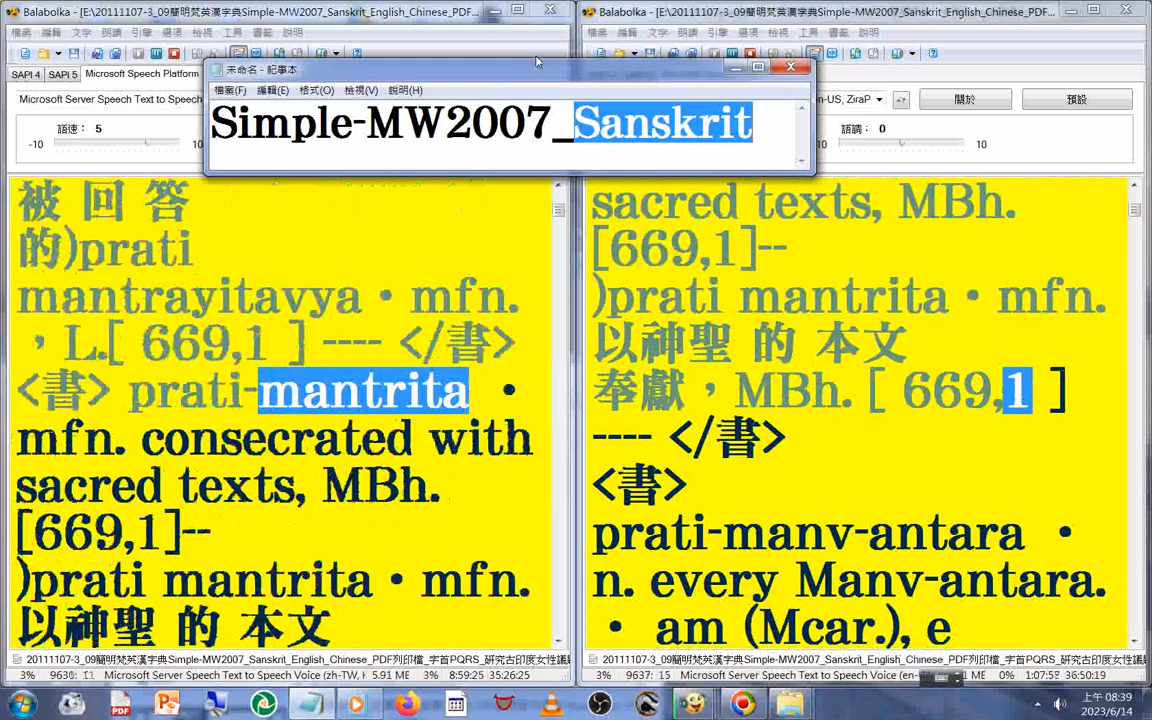 Balabolka - [E:\20111107-3_09簡明梵英漢字典Simple-MW2007_Sanskrit_English_Chinese_PDF...
檔案 編輯 文字 朗讀 引擎 選項 檢視 工具 書籤 說明
SAPI 4 SAPI 5 Microsoft Speech Platform
Microsoft Server Speech Text to Speech
語速： 5
-10 10
未命名 - 記事本
檔案(F) 編輯(E) 格式(O) 檢視(V) 說明(H)
Simple-MW2007_Sanskrit
被 回 答
的)prati
mantrayitavya • mfn.
，L.[ 669,1 ] ---- </書>
<書> prati-mantrita •
mfn. consecrated with
sacred texts, MBh.
[669,1]--
)prati mantrita • mfn.
以神聖 的 本文
20111107-3_09簡明梵英漢字典Simple-MW2007_Sanskrit_English_Chinese_PDF列印檔_字首PQRS_研究古印度女性議
3% 9630: 11 Microsoft Server Speech Text to Speech Voice (zh-TW, 5.91 ME 3% 8:59:25 35:26:25
Balabolka - [E:\20111107-3_09簡明梵英漢字典Simple-MW2007_Sanskrit_English_Chinese_PDF...
檔案 編輯 文字 朗讀 引擎 選項 檢視 工具 書籤 說明
en-US, ZiraP 關於 預設
語調： 0
10
sacred texts, MBh.
[669,1]--
)prati mantrita • mfn.
以神聖 的 本文
奉獻，MBh. [ 669,1 ]
---- </書>
<書>
prati-manv-antara •
n. every Manv-antara.
• am (Mcar.), e
20111107-3_09簡明梵英漢字典Simple-MW2007_Sanskrit_English_Chinese_PDF列印檔_字首PQRS_研究古印度女性議
3% 9637: 15 Microsoft Server Speech Text to Speech Voice (en-US, ME 0% 1:07:55 36:50:19
上午 08:39
2023/6/14